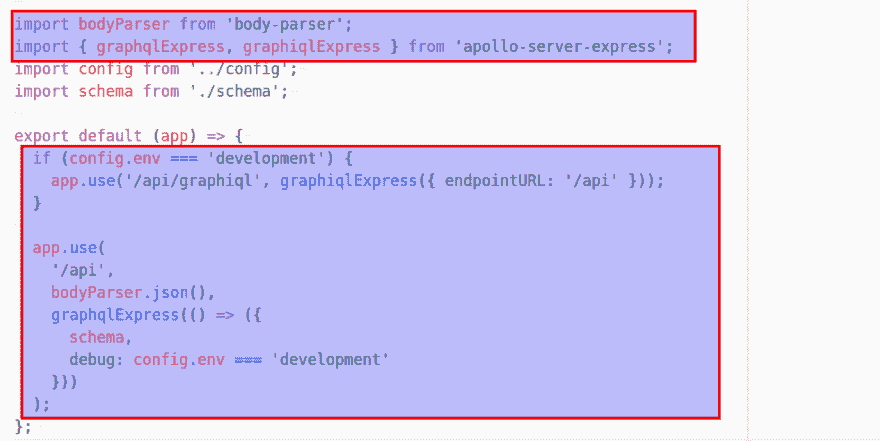 import bodyParser from 'body-parser';
import { graphqlExpress, graphiqlExpress } from 'apollo-server-express';
import config from '../config';
import schema from './schema';
export default (app) => {
if (config.env === 'development') {
app.use('/api/graphiql', graphiqlExpress({ endpointURL: '/api' }));
}
app.use(
'/api',
bodyParser.json(),
graphqlExpress(() => ({
schema,
debug: config.env === 'development'
}))
);
};